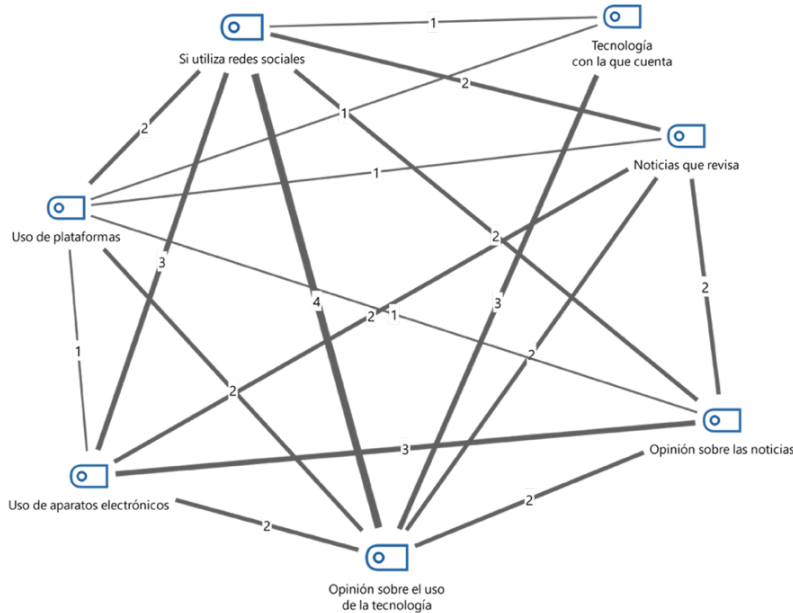 1
Tecnología
con la que cuenta
Si utiliza redes sociales
2
1
2
Noticias que revisa
1
Uso de plataformas
2
3
2
4
3
2
1
1
2
2
3
Opinión sobre las noticias
Uso de aparatos electrónicos
2
2
Opinión sobre el uso
de la tecnología